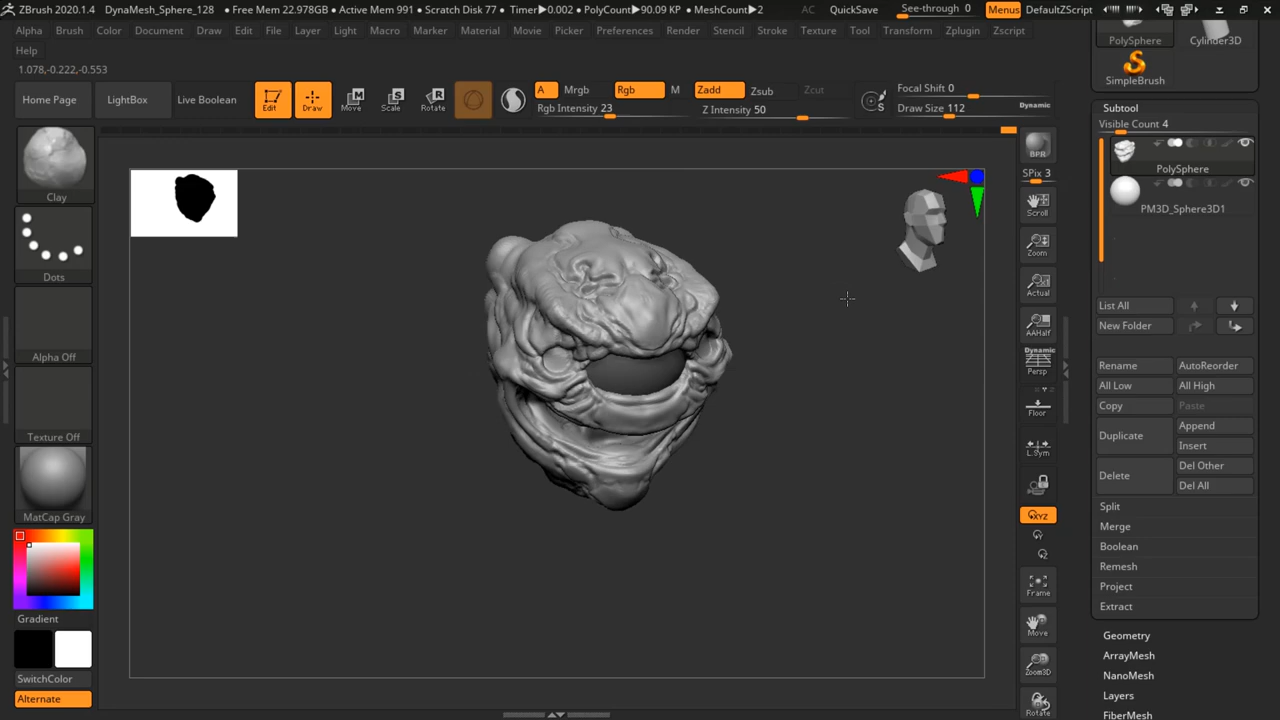 ZBrush 2020.1.4 DynaMesh_Sphere_128 • Free Mem 22.978GB • Active Mem 991 • Scratch Disk 77 • Timer▶0.002 • PolyCount▶90.09 KP • MeshCount▶2 AC QuickSave See-through 0 Menus DefaultZScript
Alpha Brush Color Document Draw Edit File Layer Light Macro Marker Material Movie Picker Preferences Render Stencil Stroke Texture Tool Transform Zplugin Zscript
Help
1.078,-0.222,-0.553
Home Page LightBox Live Boolean Edit Draw Move Scale Rotate
A Mrgb Rgb M Zadd Zsub Zcut
Rgb Intensity 23 Z Intensity 50
Focal Shift 0
Draw Size 112 Dynamic
S
Clay
Dots
Alpha Off
Texture Off
MatCap Gray
Gradient
SwitchColor
Alternate
BPR
SPix 3
Scroll
Zoom
Actual
AAHalf
Dynamic
Persp
Floor
L.Sym
XYZ
Y
Z
Frame
Move
Zoom3D
Rotate
PolySphere Cylinder3D
SimpleBrush
Subtool
Visible Count 4
PolySphere
PM3D_Sphere3D1
List All
New Folder
Rename AutoReorder
All Low All High
Copy Paste
Duplicate Append
Insert
Delete Del Other
Del All
Split
Merge
Boolean
Remesh
Project
Extract
Geometry
ArrayMesh
NanoMesh
Layers
FiberMesh